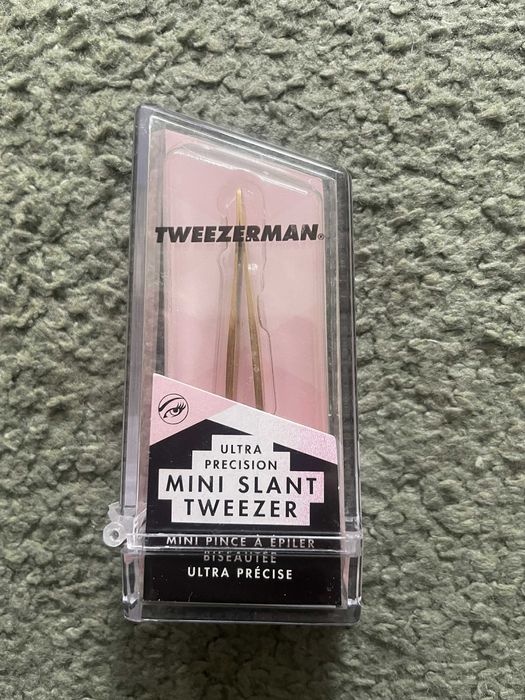 TWEEZERMAN®
ULTRA
PRECISION
MINI SLANT
TWEEZER
MINI PINCE À ÉPILER
BISEAUTÉE
ULTRA PRÉCISE